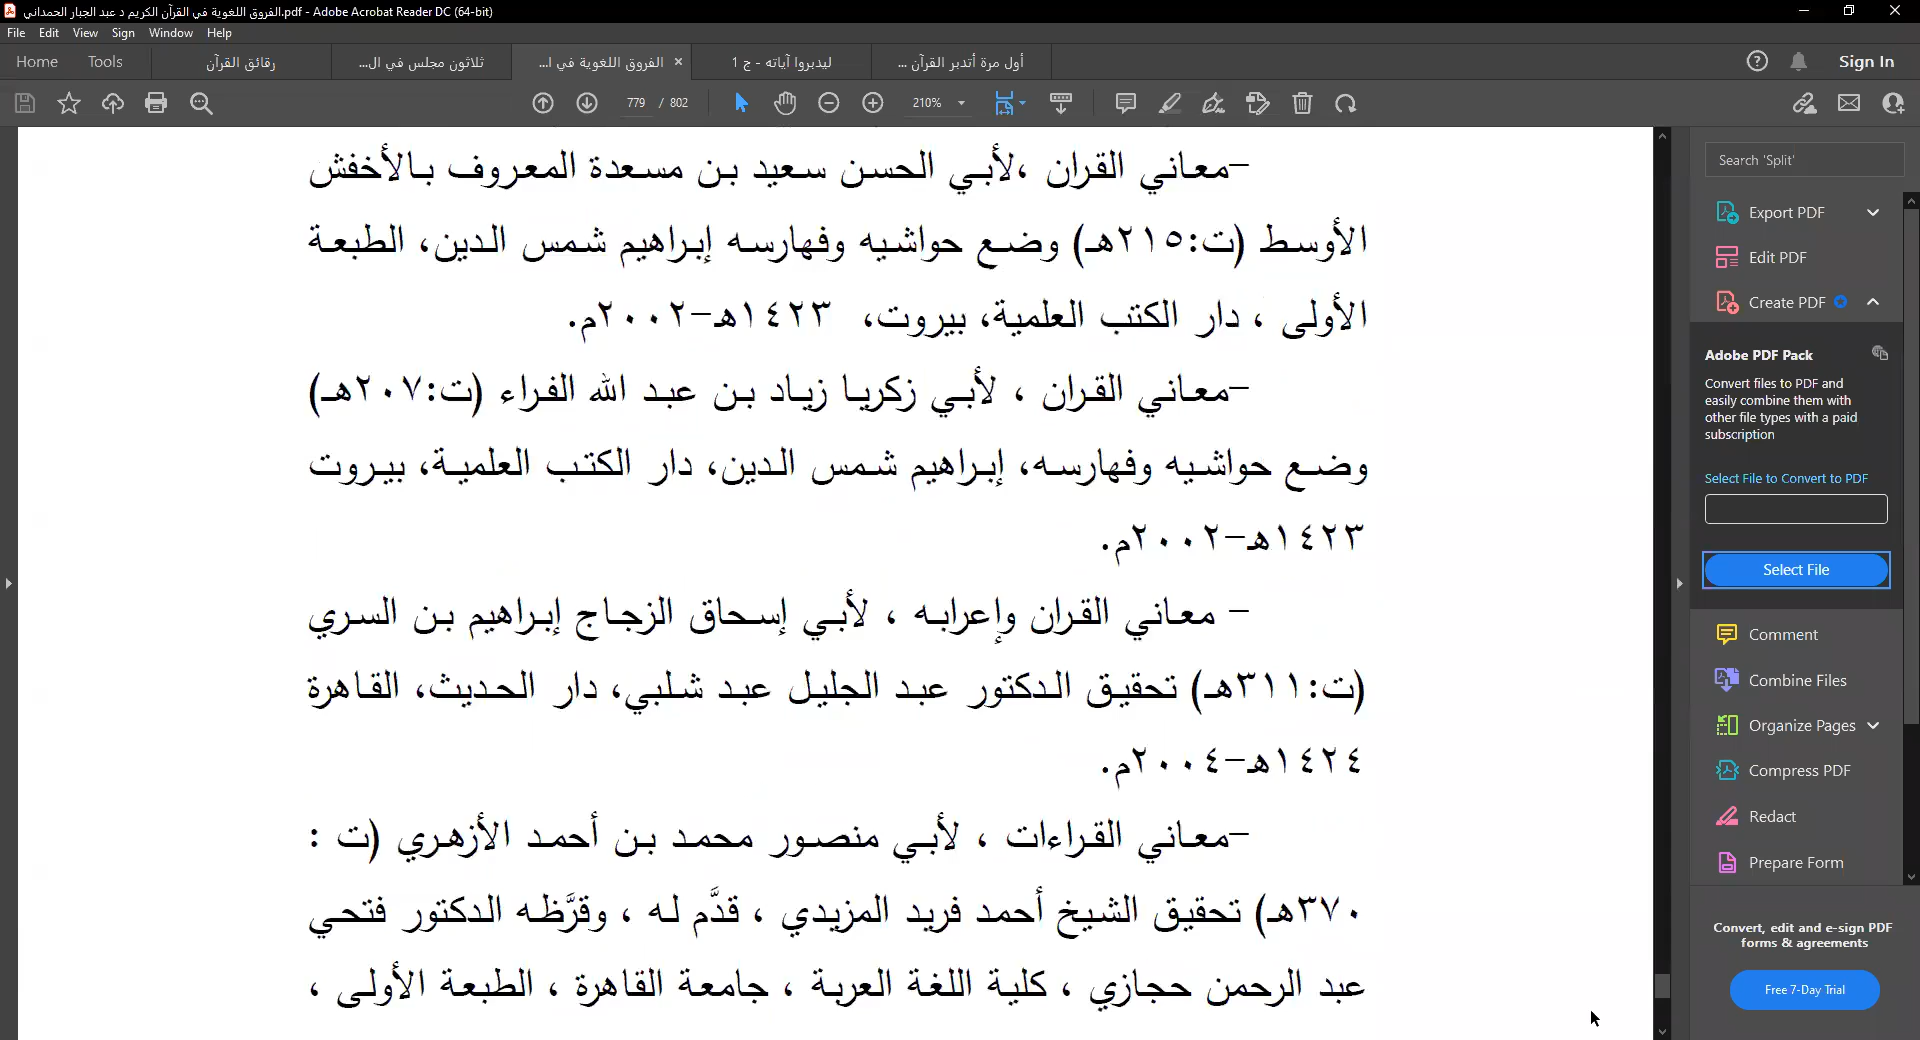 الفروق اللغوية في القرآن الكريم د عبد الجبار الحمداني.pdf - Adobe Acrobat Reader DC (64-bit)
File Edit View Sign Window Help
Home Tools رقائق القرآن ثلاثون مجلس في ال... الفروق اللغوية في ا... × ليدبروا آياته - ج 1 أول مرة أتدبر القرآن ... Sign In
779 / 802 210%
–معاني القران ،لأبي الحسن سعيد بن مسعدة المعروف بالأخفش
الأوسط (ت:٢١٥هـ) وضع حواشيه وفهارسه إبراهيم شمس الدين، الطبعة
الأولى ، دار الكتب العلمية، بيروت، ١٤٢٣هـ–٢٠٠٢م.
–معاني القران ، لأبي زكريا زياد بن عبد الله الفراء (ت:٢٠٧هـ)
وضع حواشيه وفهارسه، إبراهيم شمس الدين، دار الكتب العلمية، بيروت
١٤٢٣هـ–٢٠٠٢م.
– معاني القران وإعرابه ، لأبي إسحاق الزجاج إبراهيم بن السري
(ت:٣١١هـ) تحقيق الدكتور عبد الجليل عبد شلبي، دار الحديث، القاهرة
١٤٢٤هـ–٢٠٠٤م.
–معاني القراءات ، لأبي منصور محمد بن أحمد الأزهري (ت :
٣٧٠هـ) تحقيق الشيخ أحمد فريد المزيدي ، قدَّم له ، وقرَّظه الدكتور فتحي
عبد الرحمن حجازي ، كلية اللغة العربة ، جامعة القاهرة ، الطبعة الأولى ،
Search 'Split'
Export PDF
Edit PDF
Create PDF
Adobe PDF Pack
Convert files to PDF and
easily combine them with
other file types with a paid
subscription
Select File to Convert to PDF
Select File
Comment
Combine Files
Organize Pages
Compress PDF
Redact
Prepare Form
Convert, edit and e-sign PDF
forms & agreements
Free 7-Day Trial